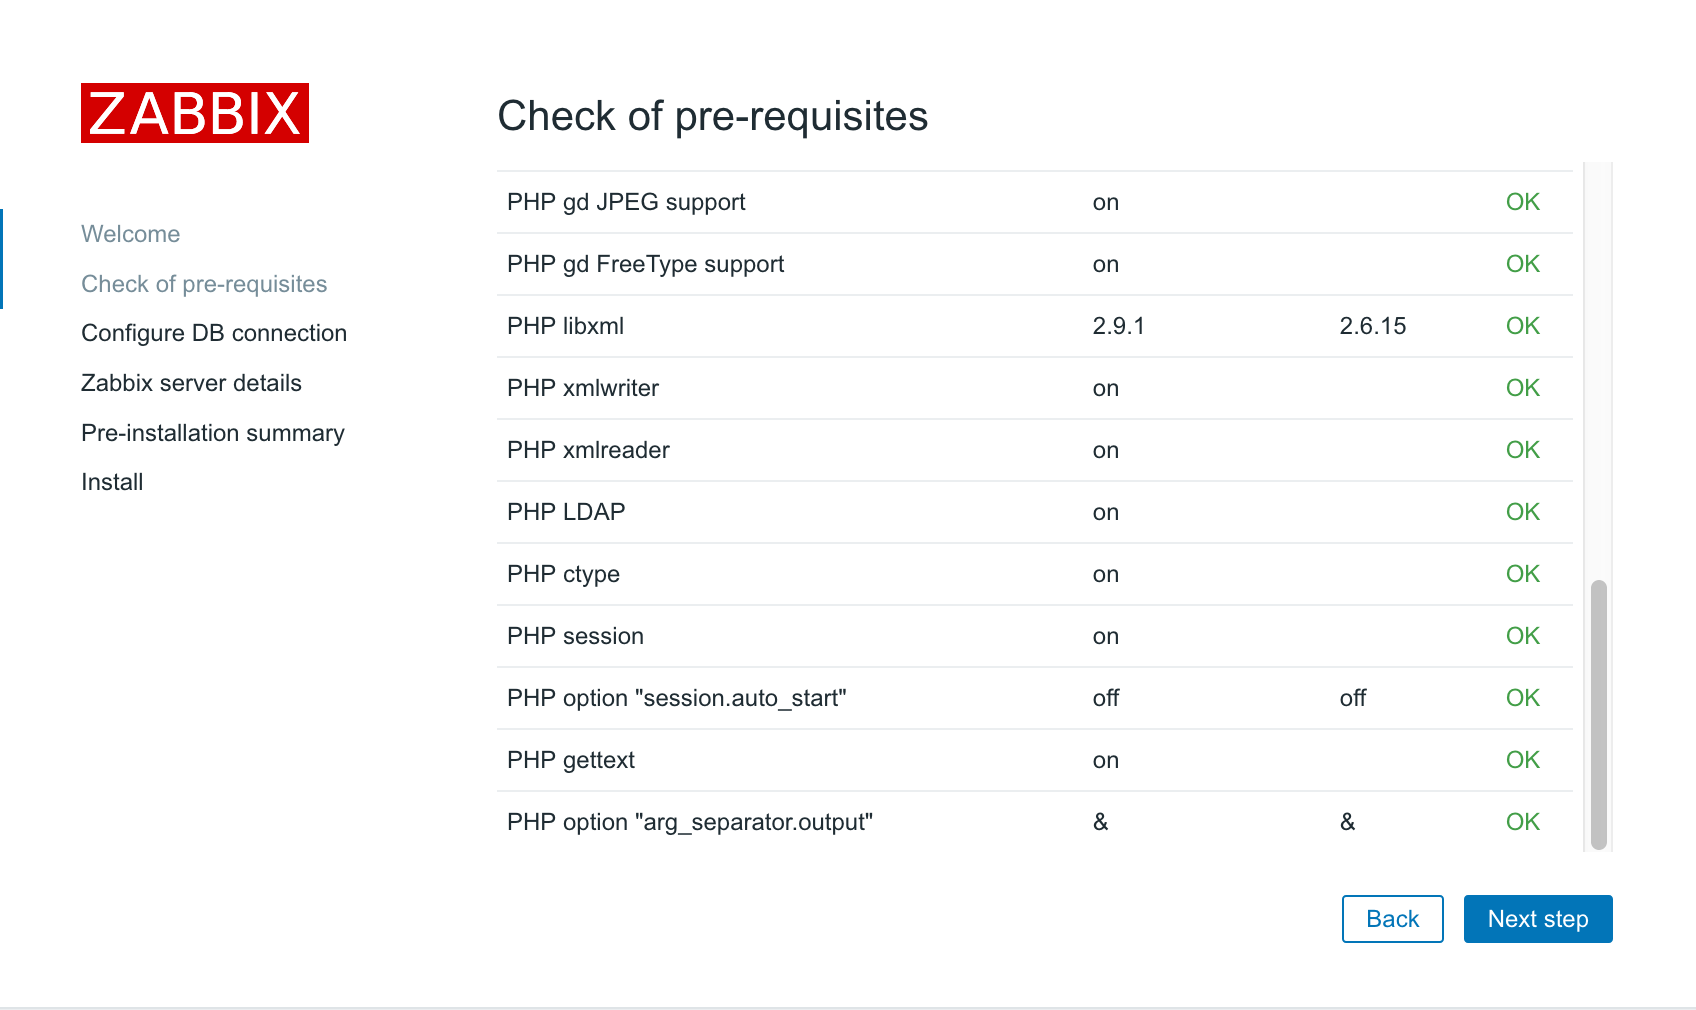 ZABBIX
Welcome
Check of pre-requisites
Configure DB connection
Zabbix server details
Pre-installation summary
Install
Check of pre-requisites
PHP gd JPEG support on OK
PHP gd FreeType support on OK
PHP libxml 2.9.1 2.6.15 OK
PHP xmlwriter on OK
PHP xmlreader on OK
PHP LDAP on OK
PHP ctype on OK
PHP session on OK
PHP option "session.auto_start" off off OK
PHP gettext on OK
PHP option "arg_separator.output" & & OK
Back Next step